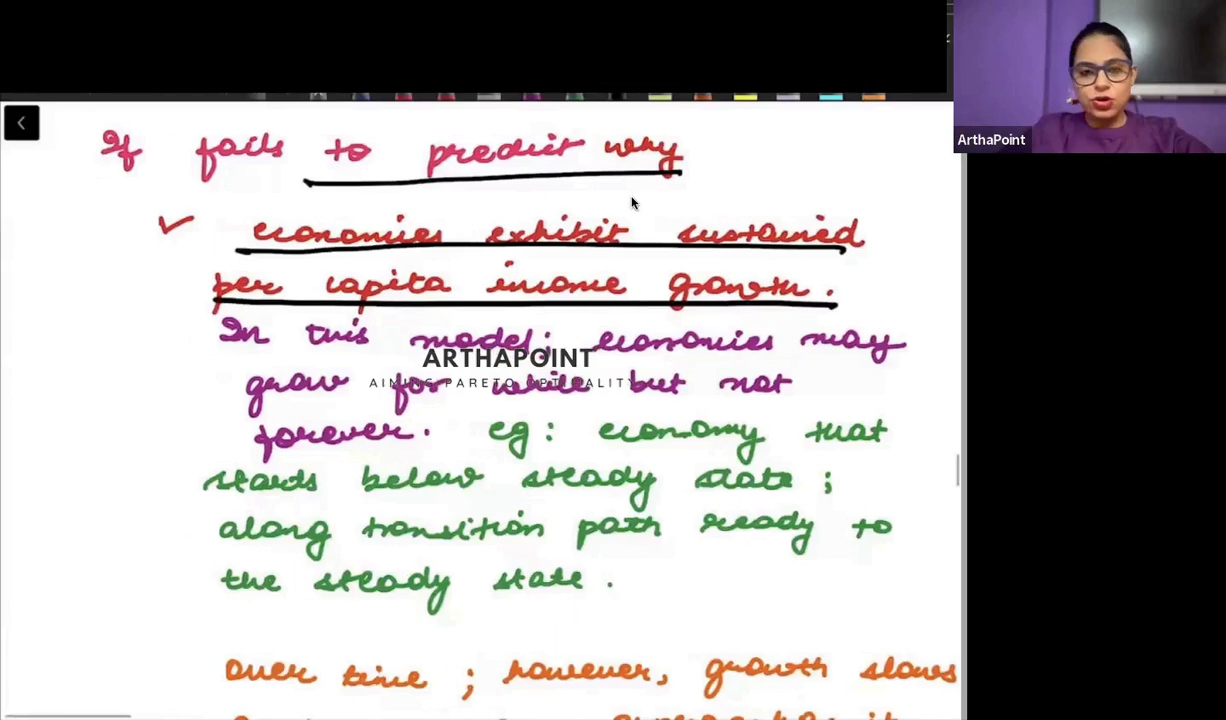 ArthaPoint
It fails to predict why
economies exhibit sustained
per capita income growth.
In this model; economies may
ARTHAPOINT
grow for while but not
AIMING PARETO OPTIMALITY
forever. eg: economy that
starts below steady state ;
along transition path ready to
the steady state .
over time ; however, growth slows